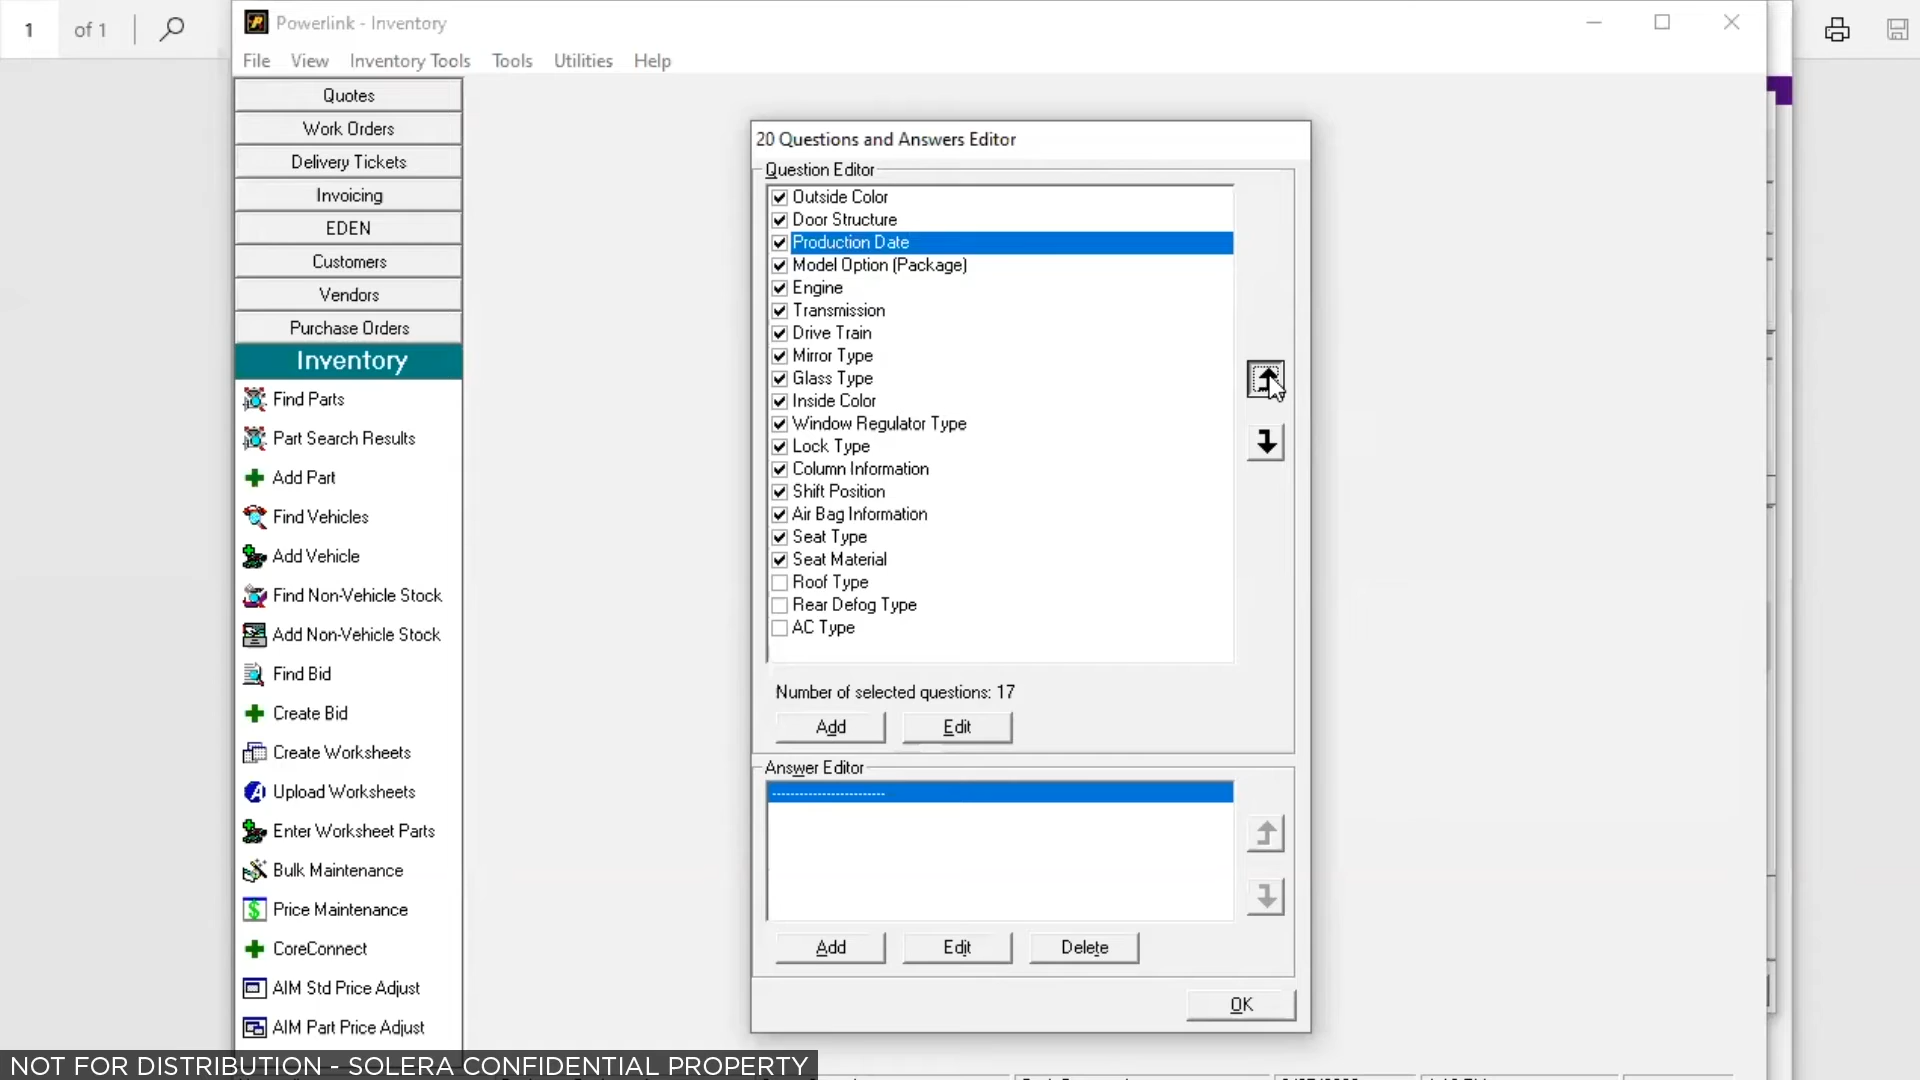 1 of 1
Powerlink - Inventory
File View Inventory Tools Tools Utilities Help
Quotes
Work Orders
Delivery Tickets
Invoicing
EDEN
Customers
Vendors
Purchase Orders
Inventory
Find Parts
Part Search Results
Add Part
Find Vehicles
Add Vehicle
Find Non-Vehicle Stock
Add Non-Vehicle Stock
Find Bid
Create Bid
Create Worksheets
Upload Worksheets
Enter Worksheet Parts
Bulk Maintenance
Price Maintenance
CoreConnect
AIM Std Price Adjust
AIM Part Price Adjust
20 Questions and Answers Editor
Question Editor
Outside Color
Door Structure
Production Date
Model Option (Package)
Engine
Transmission
Drive Train
Mirror Type
Glass Type
Inside Color
Window Regulator Type
Lock Type
Column Information
Shift Position
Air Bag Information
Seat Type
Seat Material
Roof Type
Rear Defog Type
AC Type
Number of selected questions: 17
Add Edit
Answer Editor
-------------------------
Add Edit Delete
OK
NOT FOR DISTRIBUTION - SOLERA CONFIDENTIAL PROPERTY